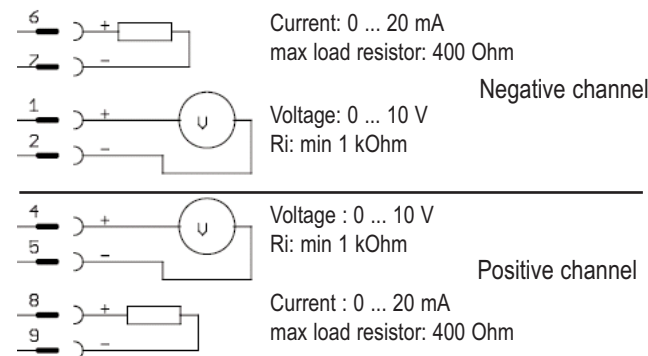 6 + Current: 0 ... 20 mA
7 - max load resistor: 400 Ohm
Negative channel
1 + V Voltage: 0 ... 10 V
2 - Ri: min 1 kOhm
4 + V Voltage : 0 ... 10 V
5 - Ri: min 1 kOhm
Positive channel
8 + Current : 0 ... 20 mA
9 - max load resistor: 400 Ohm